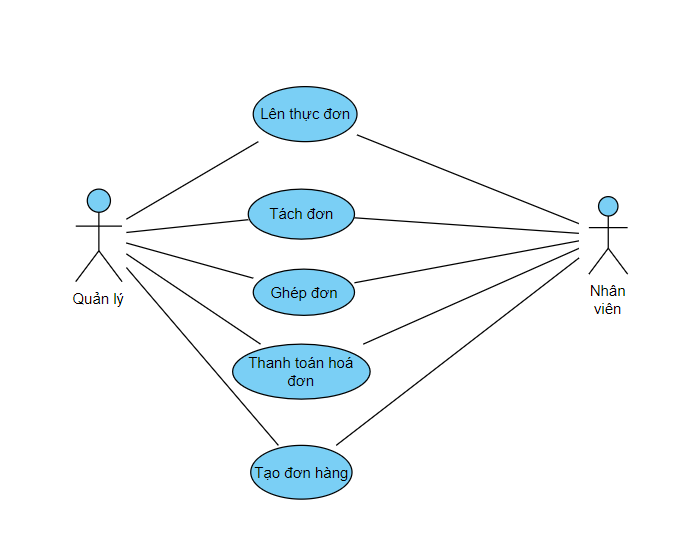 Lên thực đơn
Tách đơn
Quản lý
Ghép đơn
Nhân
viên
Thanh toán hoá
đơn
Tạo đơn hàng